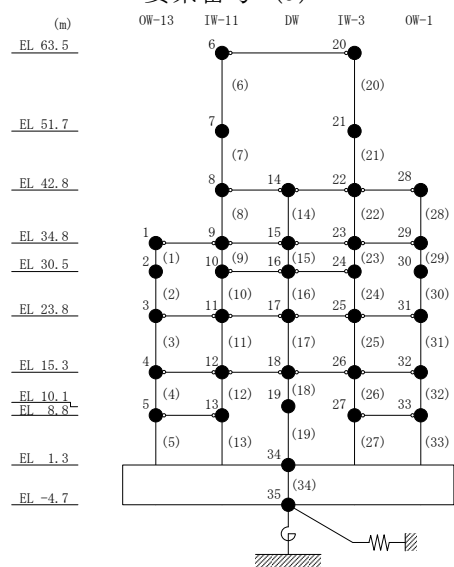 (m)
OW-13 IW-11 DW IW-3 OW-1
EL 63.5
6 20
(6) (20)
EL 51.7
7 21
(7) (21)
EL 42.8
8 14 22 28
(8) (14) (22) (28)
EL 34.8
1 9 15 23 29
(1) (9) (15) (23) (29)
EL 30.5
2 10 16 24 30
(2) (10) (16) (24) (30)
EL 23.8
3 11 17 25 31
(3) (11) (17) (25) (31)
EL 15.3
4 12 18 26 32
(4) (12) (18) (26) (32)
EL 10.1
19
EL 8.8
5 13 27 33
(5) (13) (19) (27) (33)
EL 1.3
34
(34)
EL -4.7
35